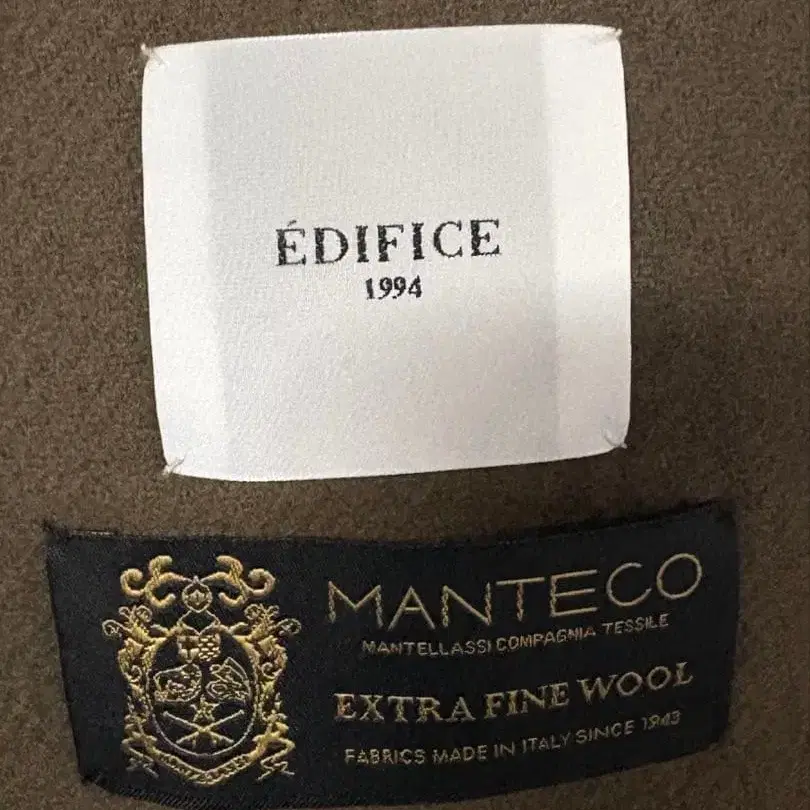 ÉDIFICE
1994
MANTECO
MANTELLASSI COMPAGNIA TESSILE
EXTRA FINE WOOL
FABRICS MADE IN ITALY SINCE 1943